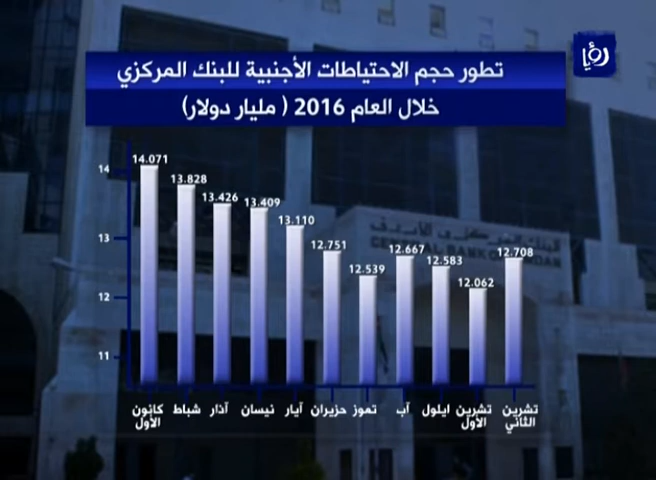 رؤيا
تطور حجم الاحتياطات الأجنبية للبنك المركزي
خلال العام 2016 ( مليار دولار)
14
13
12
11
14.071
13.828
13.426
13.409
13.110
12.751
12.539
12.667
12.583
12.062
12.708
كانون الأول
شباط
آذار
نيسان
آيار
حزيران
تموز
آب
ايلول
تشرين الأول
تشرين الثاني